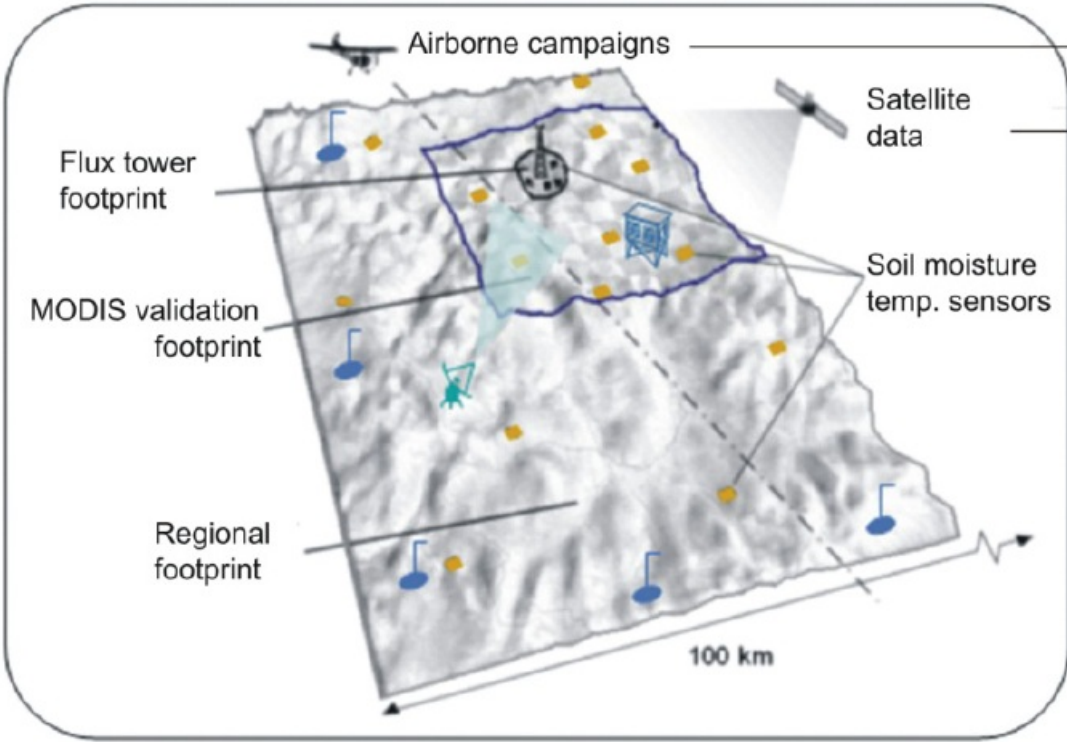 Airborne campaigns
Satellite
data
Flux tower
footprint
Soil moisture
temp. sensors
MODIS validation
footprint
Regional
footprint
100 km